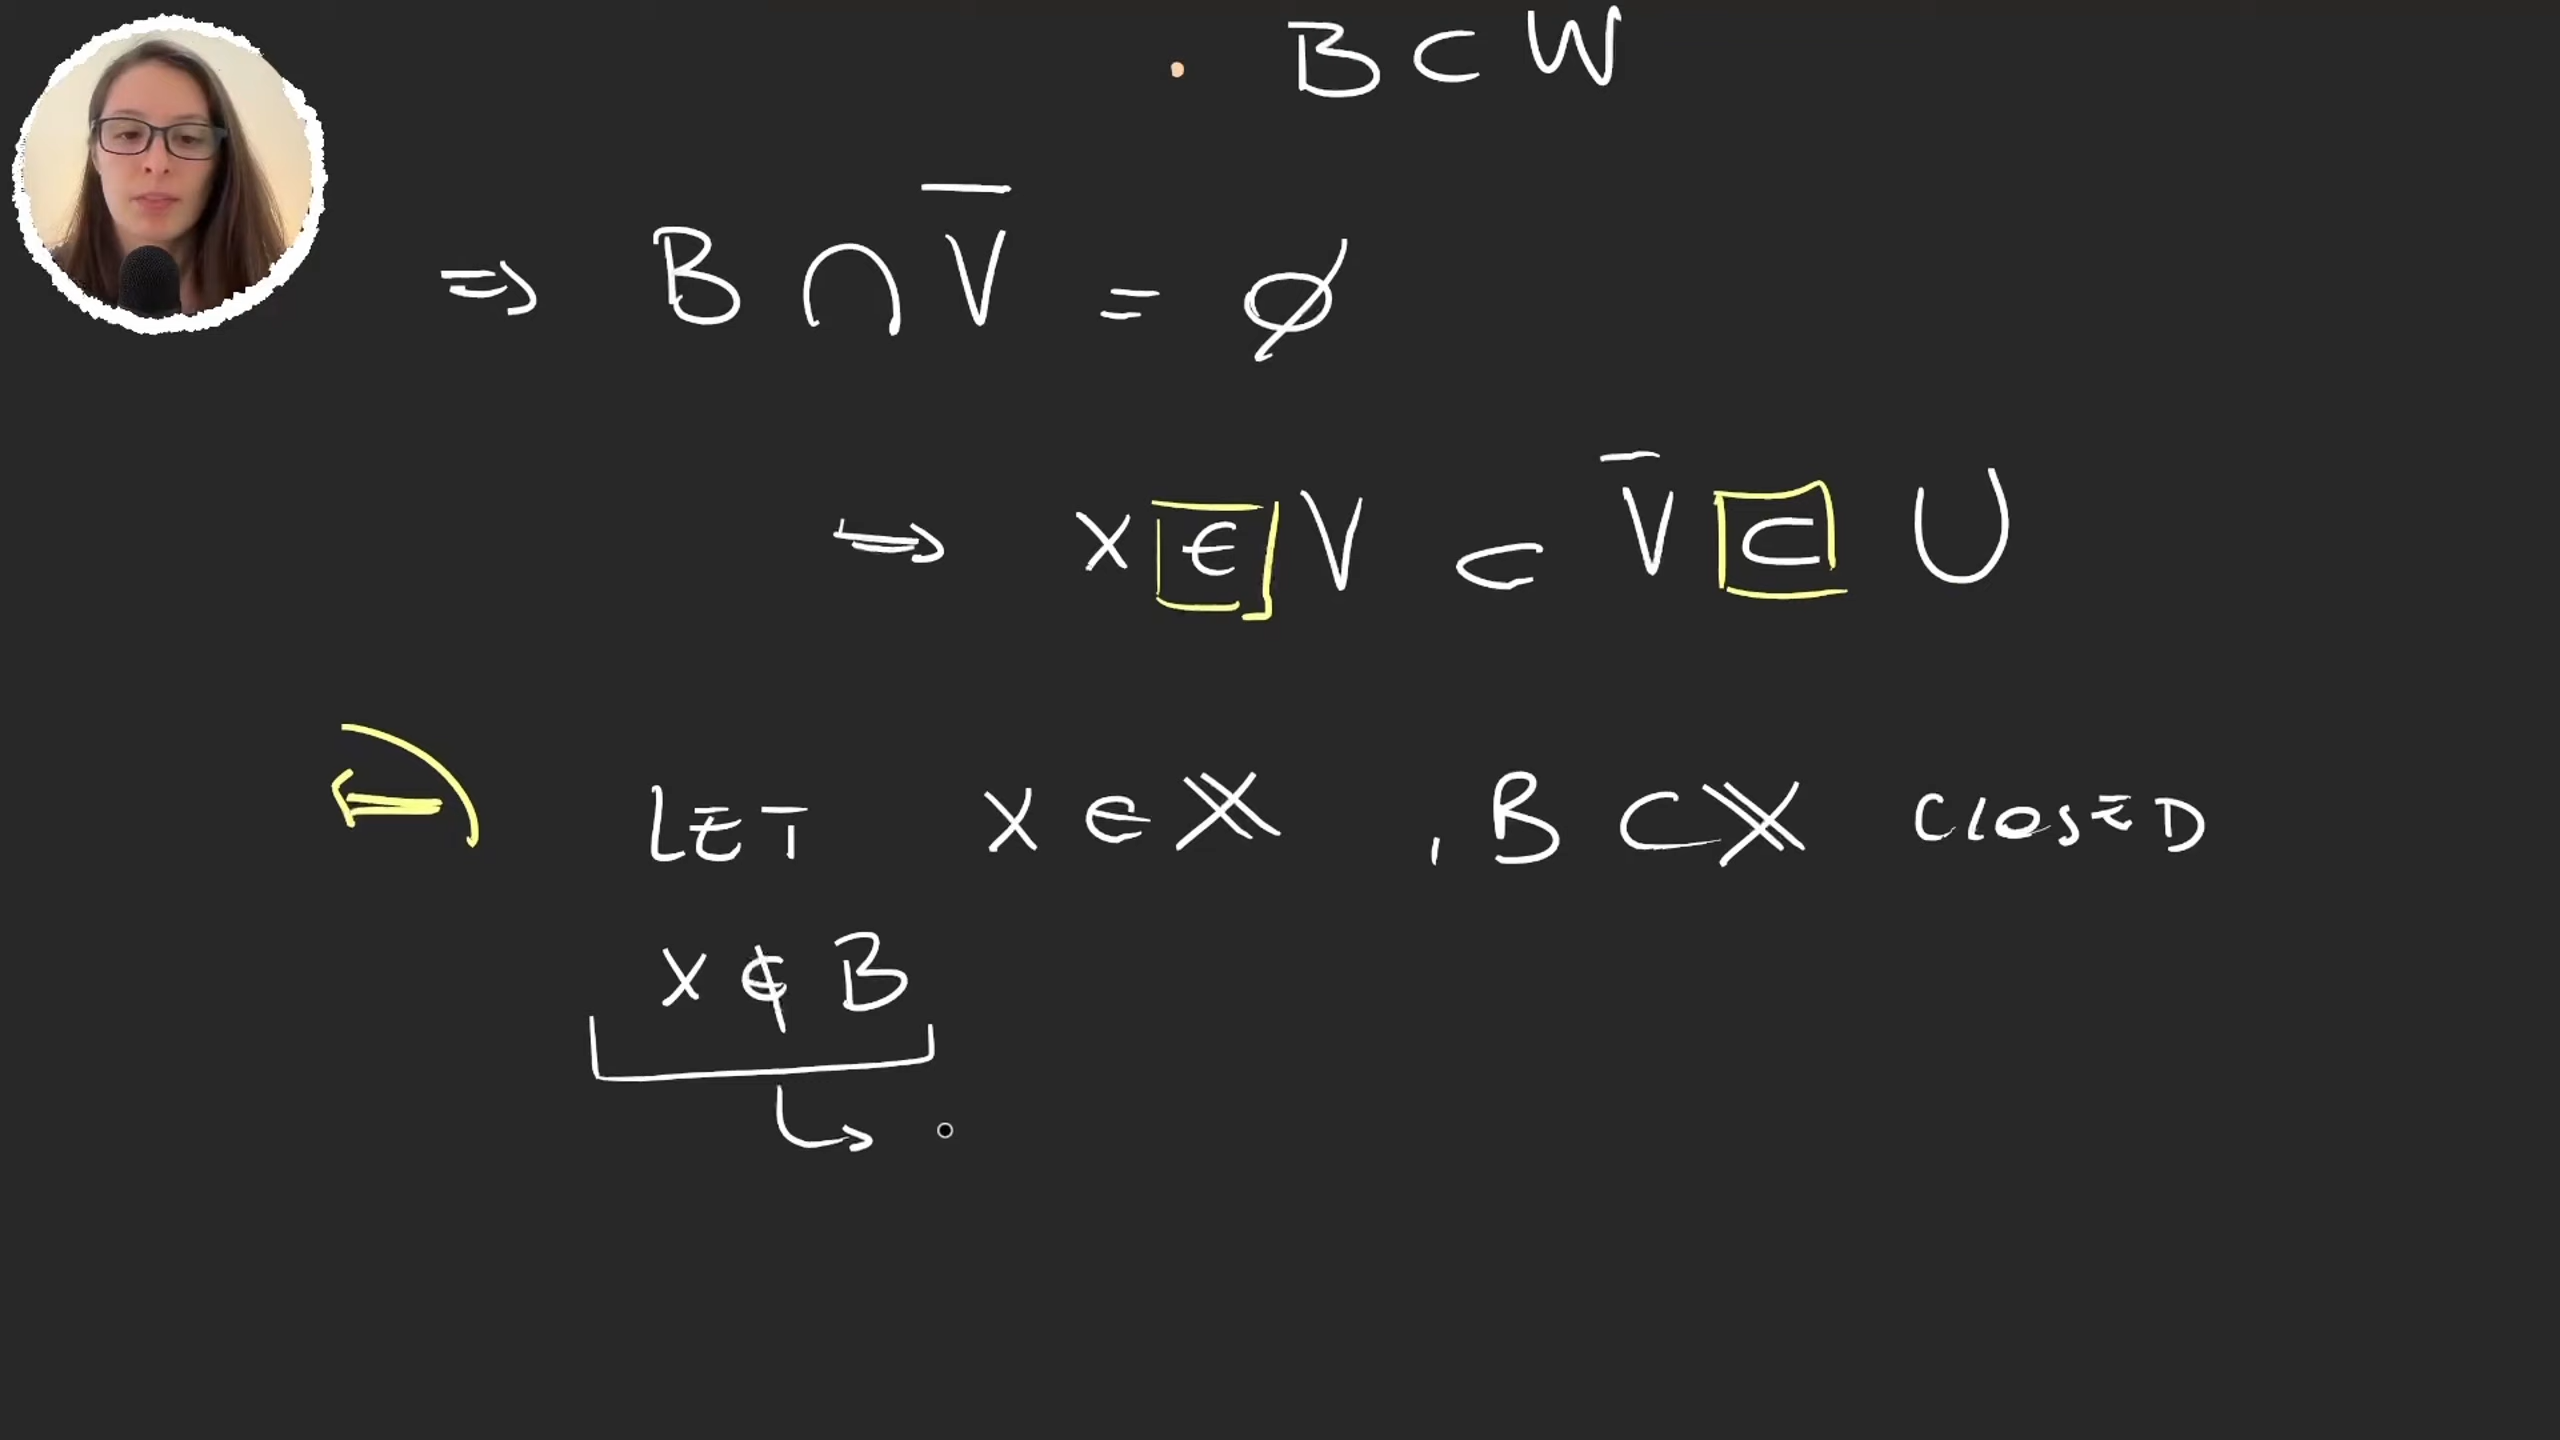 · B ⊂ W
⇒ B ∩ V̅ = ∅
↪ x ∈ V ⊂ V̅ ⊂ U
⇐) LET x ∈ X , B ⊂ X CLOSED
x ∉ B
↳